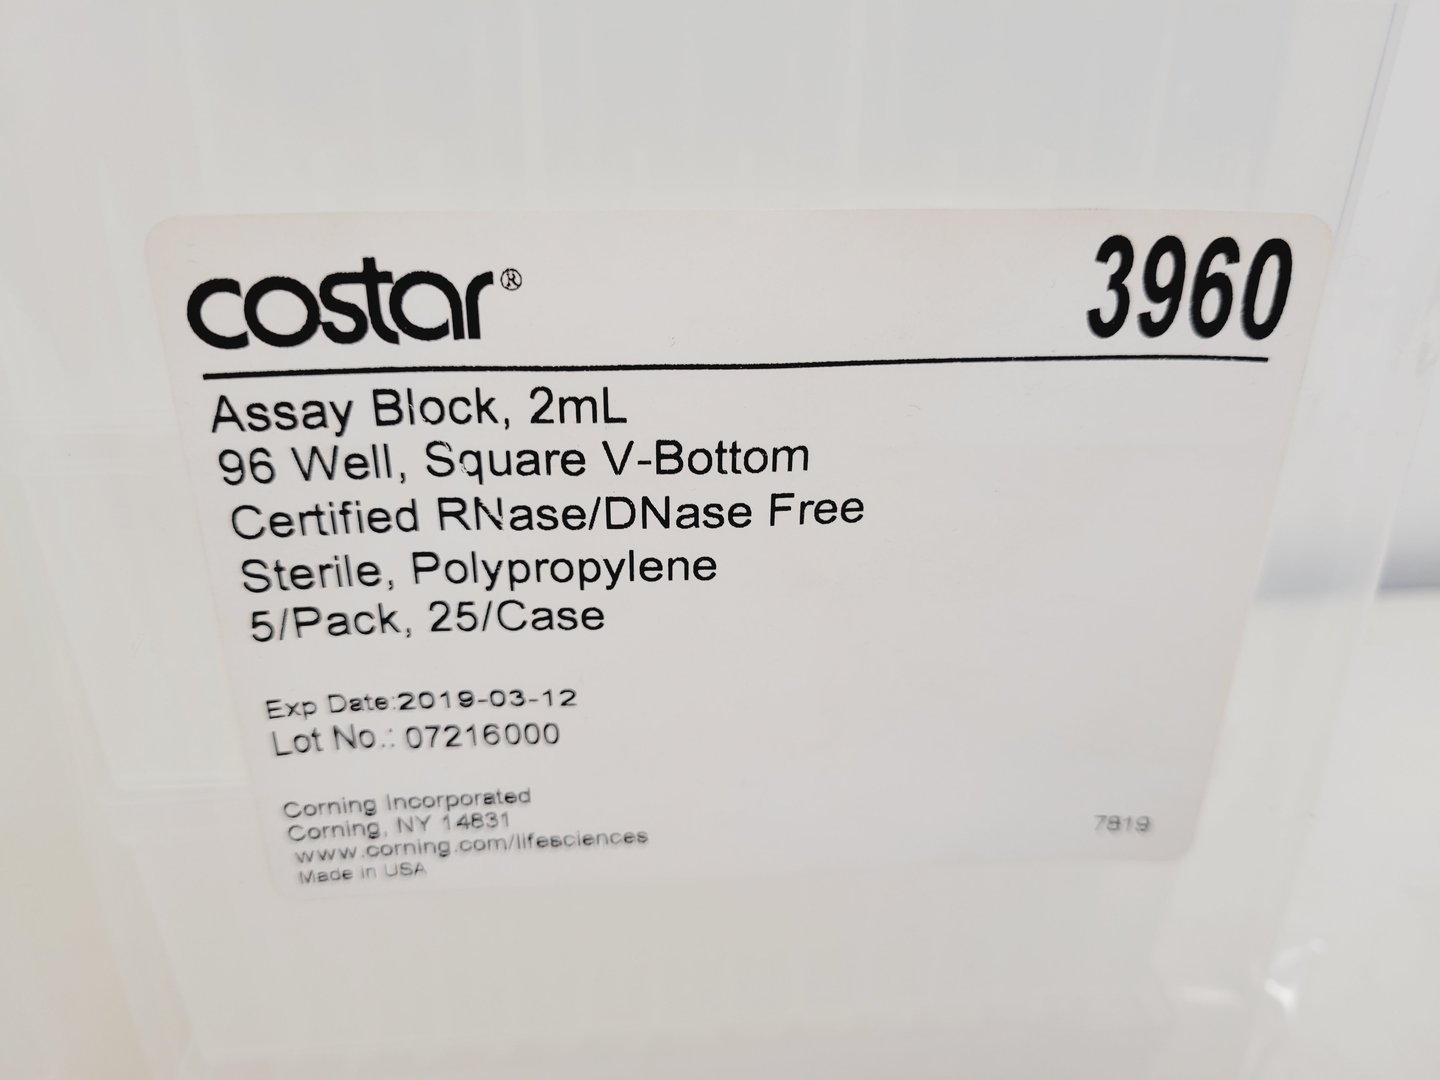 costar® 3960
Assay Block, 2mL
96 Well, Square V-Bottom
Certified RNase/DNase Free
Sterile, Polypropylene
5/Pack, 25/Case
Exp Date:2019-03-12
Lot No.: 07216000
Corning Incorporated
Corning, NY 14831
www.corning.com/lifesciences
Made in USA
7819